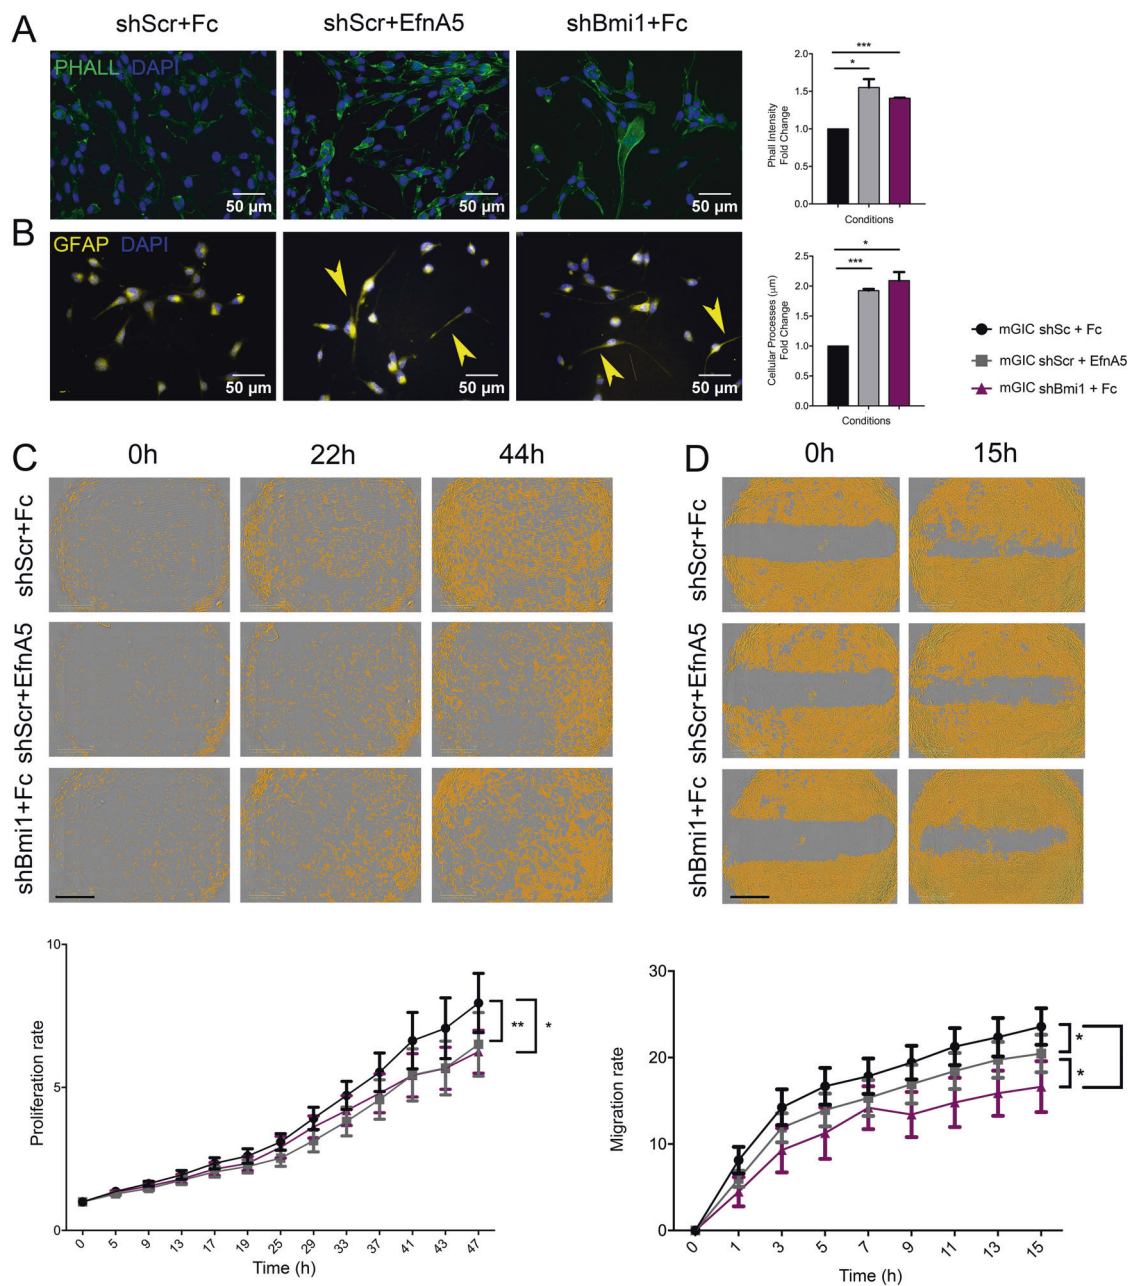 A
shScr+Fc
shScr+EfnA5
shBmi1+Fc
PHALL DAPI
50 µm
50 µm
50 µm
Phall Intensity
Fold Change
2.0
1.5
1.0
0.5
0.0
*
***
Conditions
B
GFAP DAPI
50 µm
50 µm
50 µm
Cellular Processes (µm)
Fold Change
2.5
2.0
1.5
1.0
0.5
0.0
***
*
Conditions
mGIC shSc + Fc
mGIC shScr + EfnA5
mGIC shBmi1 + Fc
C
0h
22h
44h
shScr+Fc
shScr+EfnA5
shBmi1+Fc
D
0h
15h
shScr+Fc
shScr+EfnA5
shBmi1+Fc
Proliferation rate
10
5
0
0 5 9 13 17 19 25 29 33 37 41 43 47
Time (h)
**
*
Migration rate
30
20
10
0
0 1 3 5 7 9 11 13 15
Time (h)
*
*